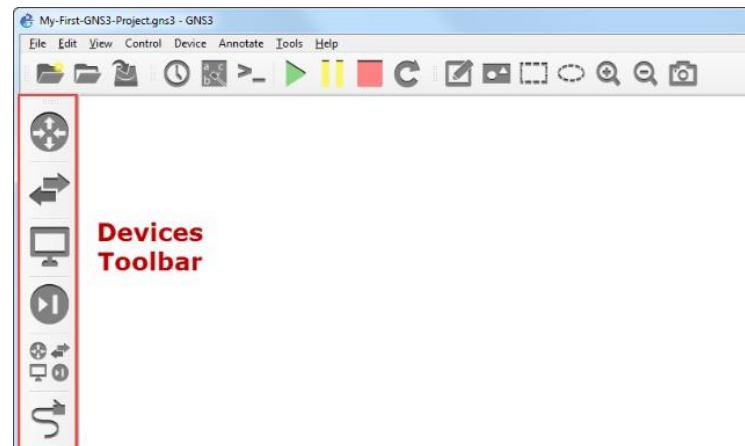 My-First-GNS3-Project.gns3 - GNS3
File Edit View Control Device Annotate Tools Help
Devices
Toolbar